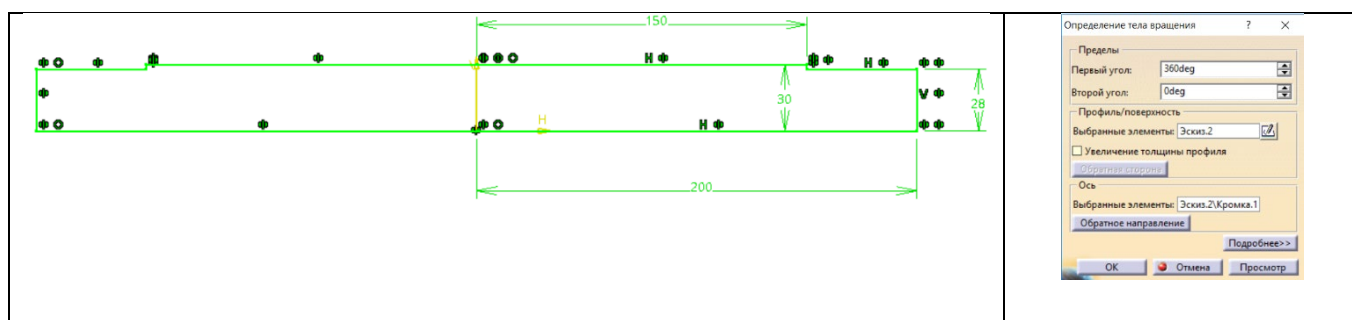 150
H
H
30
V
28
H
H
200
Определение тела вращения ? ×
Пределы
Первый угол: 360deg
Второй угол: 0deg
Профиль/поверхность
Выбранные элементы: Эскиз.2
Увеличение толщины профиля
Обратная сторона
Ось
Выбранные элементы: Эскиз.2\Кромка.1
Обратное направление
Подробнее>>
OK Отмена Просмотр